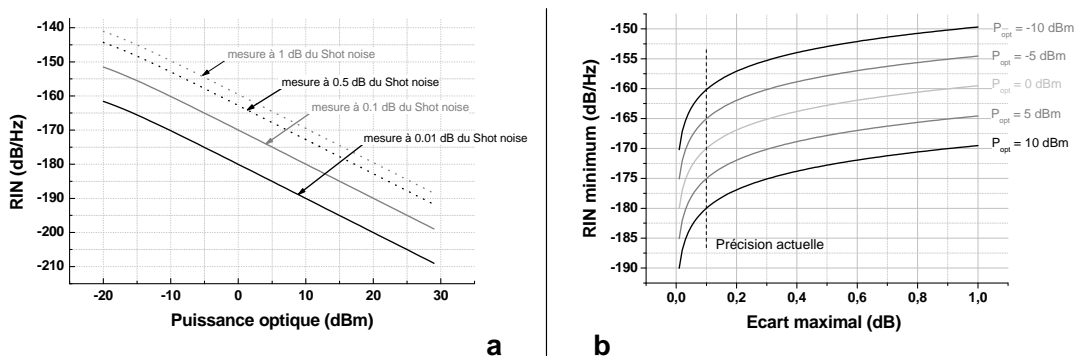 -140
-150
-160
-170
-180
-190
-200
-210
RIN (dB/Hz)
mesure à 1 dB du Shot noise
mesure à 0.5 dB du Shot noise
mesure à 0.1 dB du Shot noise
mesure à 0.01 dB du Shot noise
-20 -10 0 10 20 30
Puissance optique (dBm)
a
-150
-155
-160
-165
-170
-175
-180
-185
-190
RIN minimum (dB/Hz)
P_opt = -10 dBm
P_opt = -5 dBm
P_opt = 0 dBm
P_opt = 5 dBm
P_opt = 10 dBm
Précision actuelle
0,0 0,2 0,4 0,6 0,8 1,0
Ecart maximal (dB)
b